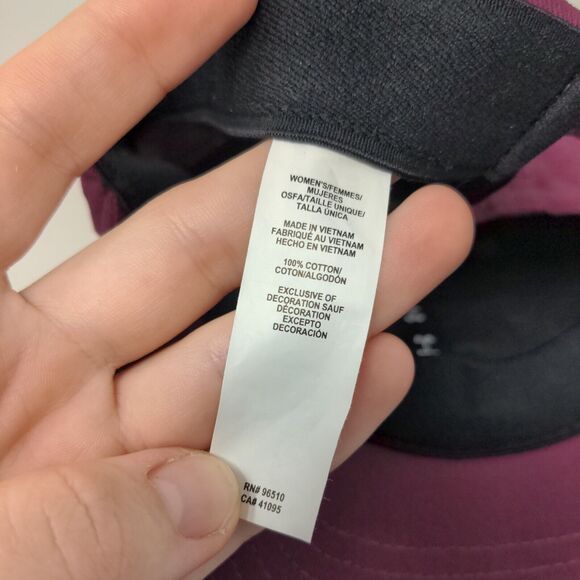 WOMEN'S/FEMMES/
MUJERES
OSFA/TAILLE UNIQUE/
TALLA ÚNICA
MADE IN VIETNAM
FABRIQUÉ AU VIETNAM
HECHO EN VIETNAM
100% COTTON/
COTON/ALGODÓN
EXCLUSIVE OF
DECORATION SAUF
DÉCORATION
EXCEPTO
DECORACIÓN
RN# 96510
CA# 41095